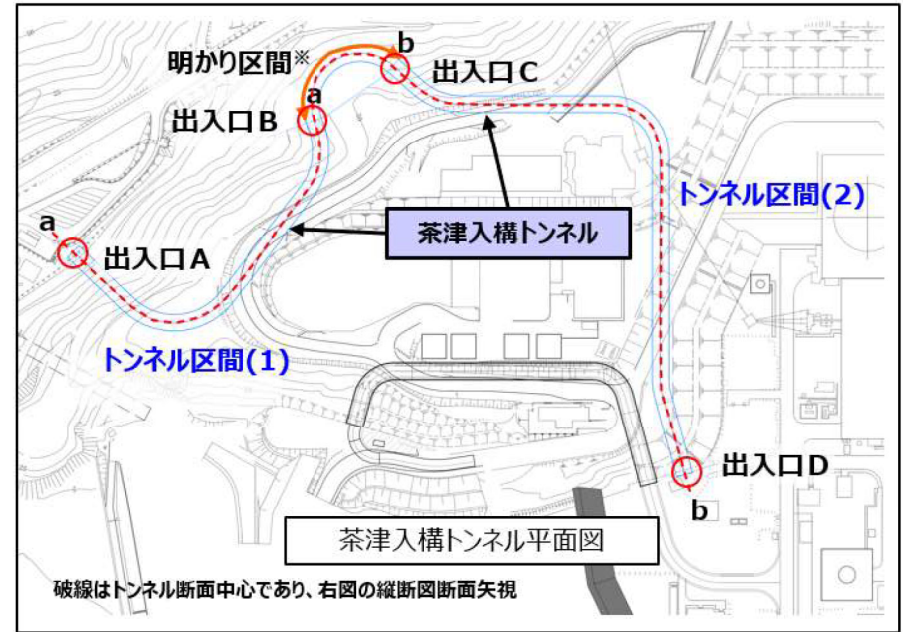 明かり区間※
b
出入口C
a
出入口B
トンネル区間(2)
茶津入構トンネル
a
出入口A
トンネル区間(1)
出入口D
b
茶津入構トンネル平面図
破線はトンネル断面中心であり、右図の縦断図断面矢視